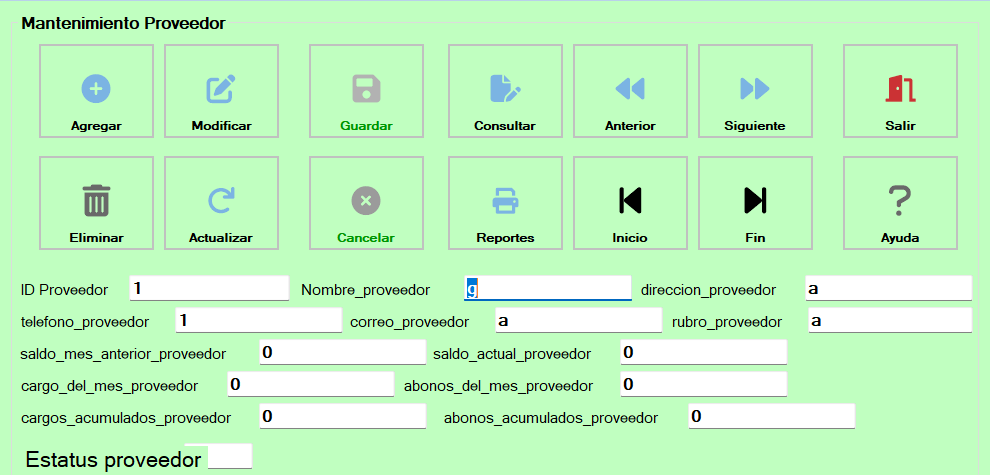 Mantenimiento Proveedor
Agregar Modificar Guardar Consultar Anterior Siguiente Salir
Eliminar Actualizar Cancelar Reportes Inicio Fin Ayuda
ID Proveedor 1 Nombre_proveedor g direccion_proveedor a
telefono_proveedor 1 correo_proveedor a rubro_proveedor a
saldo_mes_anterior_proveedor 0 saldo_actual_proveedor 0
cargo_del_mes_proveedor 0 abonos_del_mes_proveedor 0
cargos_acumulados_proveedor 0 abonos_acumulados_proveedor 0
Estatus proveedor